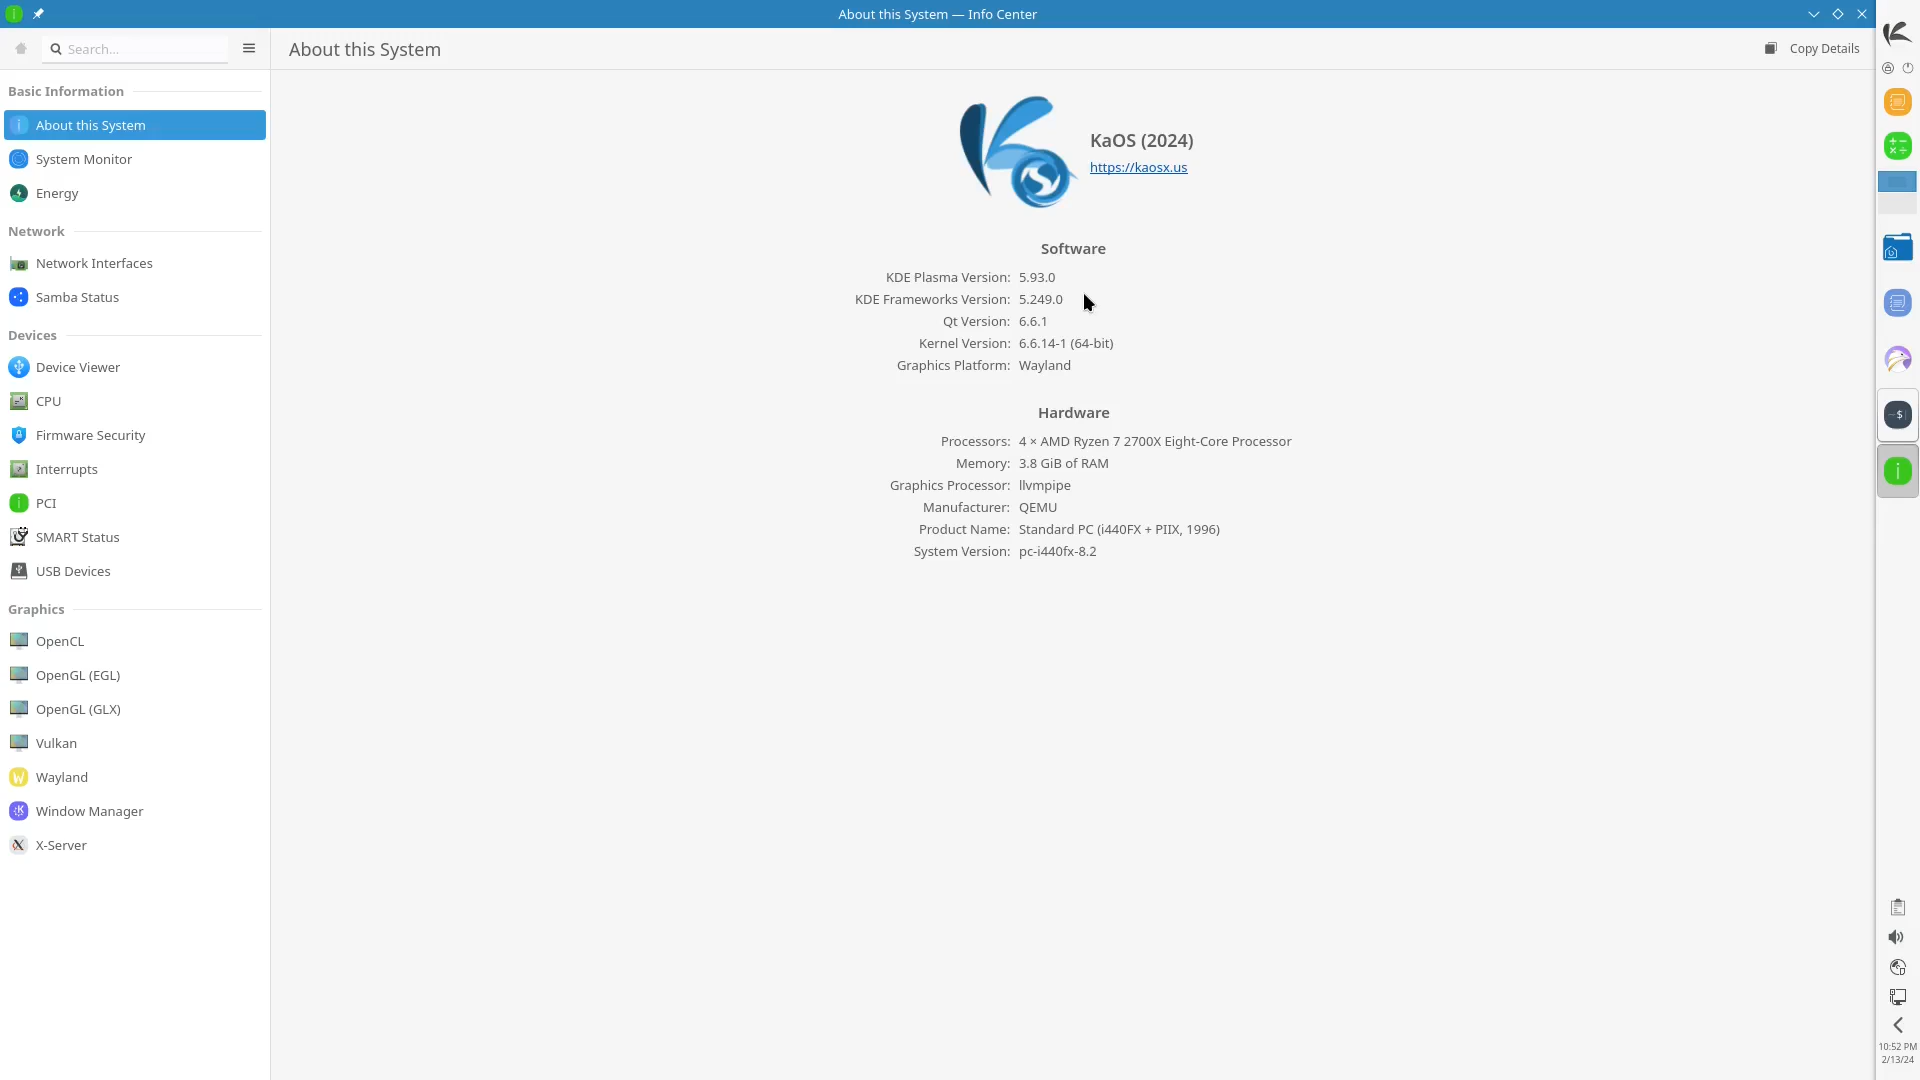 About this System — Info Center
Search...
About this System
Copy Details
Basic Information
About this System
System Monitor
Energy
Network
Network Interfaces
Samba Status
Devices
Device Viewer
CPU
Firmware Security
Interrupts
PCI
SMART Status
USB Devices
Graphics
OpenCL
OpenGL (EGL)
OpenGL (GLX)
Vulkan
Wayland
Window Manager
X-Server
KaOS (2024)
https://kaosx.us
Software
KDE Plasma Version: 5.93.0
KDE Frameworks Version: 5.249.0
Qt Version: 6.6.1
Kernel Version: 6.6.14-1 (64-bit)
Graphics Platform: Wayland
Hardware
Processors: 4 × AMD Ryzen 7 2700X Eight-Core Processor
Memory: 3.8 GiB of RAM
Graphics Processor: llvmpipe
Manufacturer: QEMU
Product Name: Standard PC (i440FX + PIIX, 1996)
System Version: pc-i440fx-8.2
10:52 PM
2/13/24